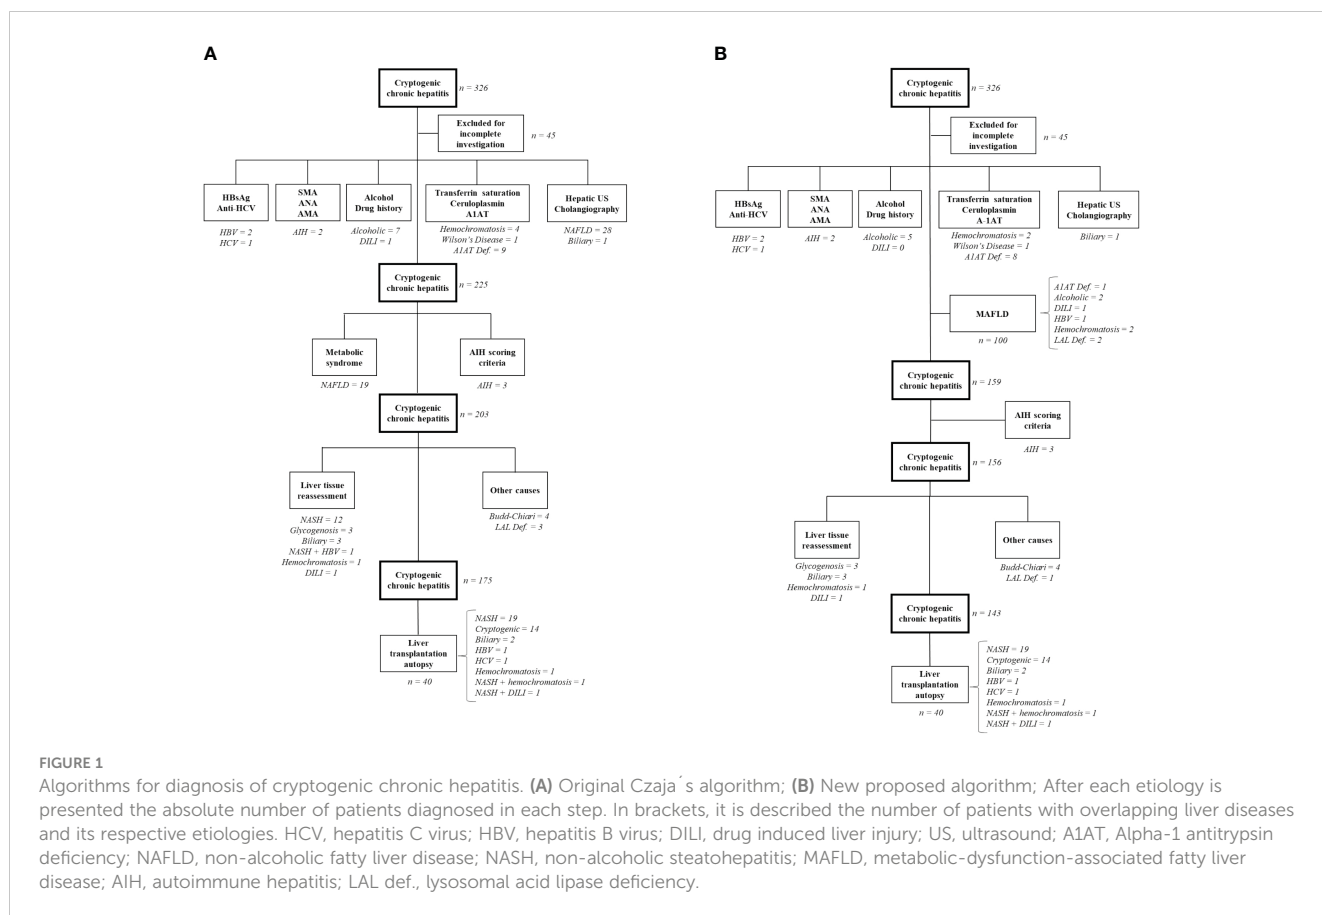 A
Cryptogenic
chronic hepatitis
n = 326
Excluded for
incomplete
investigation
n = 45
HBsAg
Anti-HCV
HBV = 2
HCV = 1
SMA
ANA
AMA
AIH = 2
Alcohol
Drug history
Alcoholic = 7
DILI = 1
Transferrin saturation
Ceruloplasmin
A1AT
Hemochromatosis = 4
Wilson's Disease = 1
A1AT Def. = 9
Hepatic US
Cholangiography
NAFLD = 28
Biliary = 1
Cryptogenic
chronic hepatitis
n = 225
Metabolic
syndrome
NAFLD = 19
AIH scoring
criteria
AIH = 3
Cryptogenic
chronic hepatitis
n = 203
Liver tissue
reassessment
NASH = 12
Glycogenosis = 3
Biliary = 3
NASH + HBV = 1
Hemochromatosis = 1
DILI = 1
Other causes
Budd-Chiari = 4
LAL Def. = 3
Cryptogenic
chronic hepatitis
n = 175
Liver
transplantation
autopsy
n = 40
NASH = 19
Cryptogenic = 14
Biliary = 2
HBV = 1
HCV = 1
Hemochromatosis = 1
NASH + hemochromatosis = 1
NASH + DILI = 1
B
Cryptogenic
chronic hepatitis
n = 326
Excluded for
incomplete
investigation
n = 45
HBsAg
Anti-HCV
HBV = 2
HCV = 1
SMA
ANA
AMA
AIH = 2
Alcohol
Drug history
Alcoholic = 5
DILI = 0
Transferrin saturation
Ceruloplasmin
A-1AT
Hemochromatosis = 2
Wilson's Disease = 1
A1AT Def. = 8
Hepatic US
Cholangiography
Biliary = 1
MAFLD
n = 100
A1AT Def. = 1
Alcoholic = 2
DILI = 1
HBV = 1
Hemochromatosis = 2
LAL Def. = 2
Cryptogenic
chronic hepatitis
n = 159
AIH scoring
criteria
AIH = 3
Cryptogenic
chronic hepatitis
n = 156
Liver tissue
reassessment
Glycogenosis = 3
Biliary = 3
Hemochromatosis = 1
DILI = 1
Other causes
Budd-Chiari = 4
LAL Def. = 1
Cryptogenic
chronic hepatitis
n = 143
Liver
transplantation
autopsy
n = 40
NASH = 19
Cryptogenic = 14
Biliary = 2
HBV = 1
HCV = 1
Hemochromatosis = 1
NASH + hemochromatosis = 1
NASH + DILI = 1
FIGURE 1
Algorithms for diagnosis of cryptogenic chronic hepatitis. (A) Original Czaja´s algorithm; (B) New proposed algorithm; After each etiology is
presented the absolute number of patients diagnosed in each step. In brackets, it is described the number of patients with overlapping liver diseases
and its respective etiologies. HCV, hepatitis C virus; HBV, hepatitis B virus; DILI, drug induced liver injury; US, ultrasound; A1AT, Alpha-1 antitrypsin
deficiency; NAFLD, non-alcoholic fatty liver disease; NASH, non-alcoholic steatohepatitis; MAFLD, metabolic-dysfunction-associated fatty liver
disease; AIH, autoimmune hepatitis; LAL def., lysosomal acid lipase deficiency.